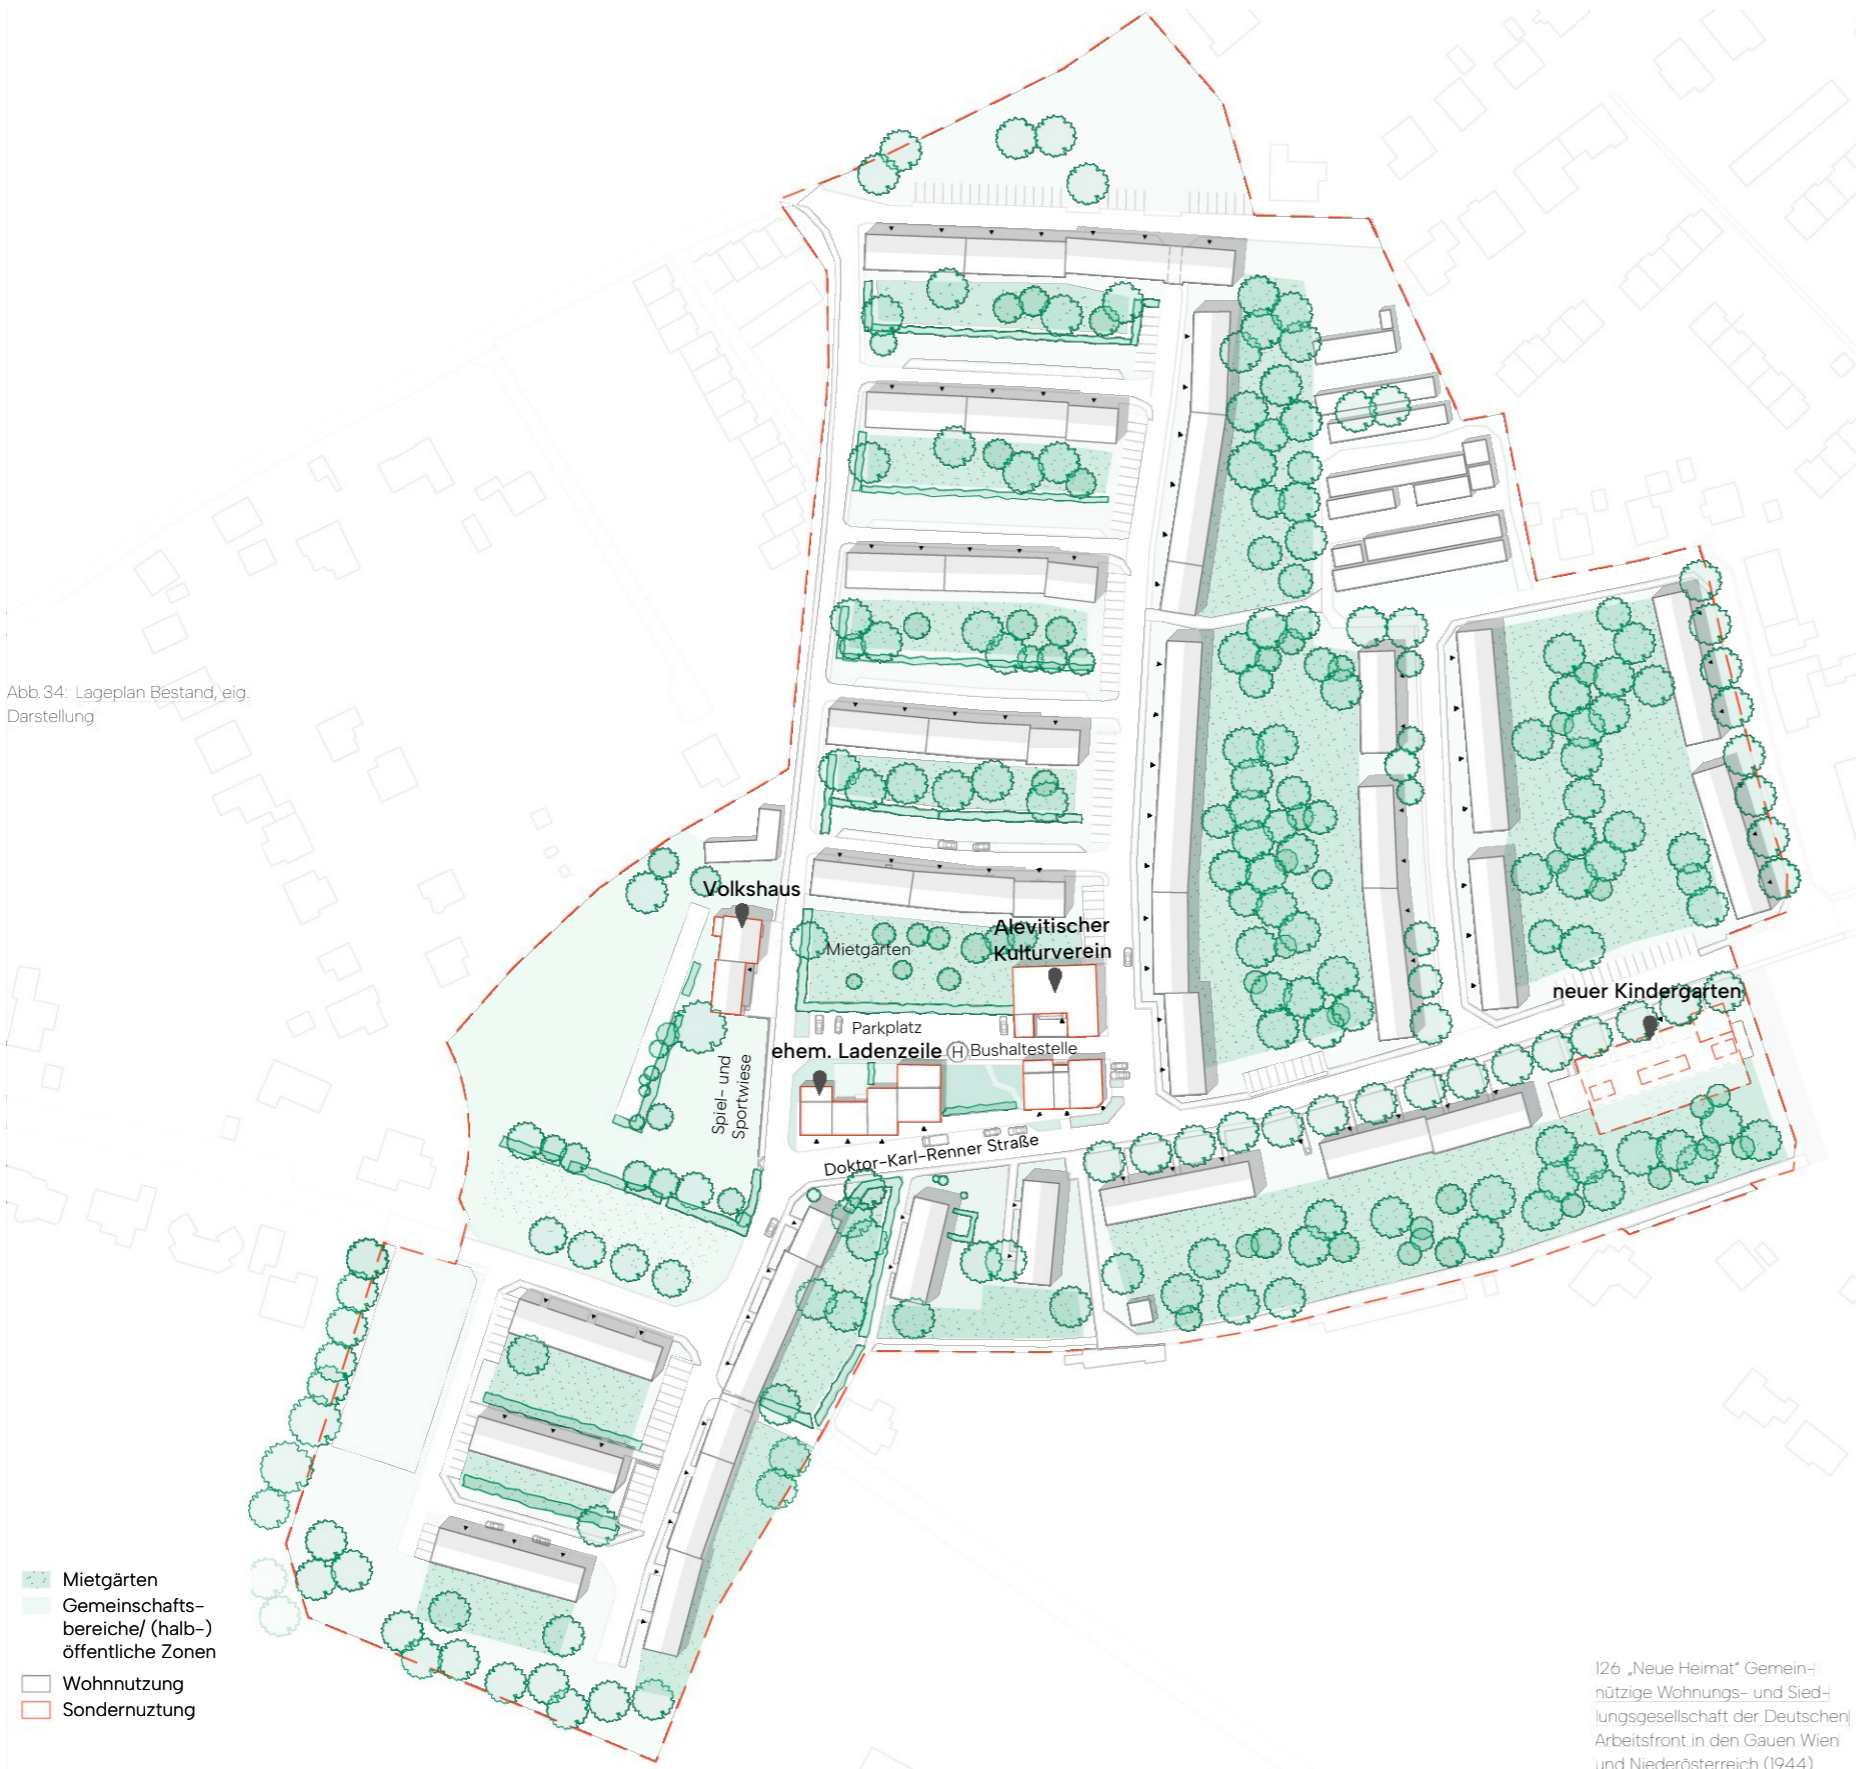 Abb. 34: Lageplan Bestand, eig.
Darstellung
Volkshaus
Alevitischer
Kulturverein
Mietgärten
neuer Kindergarten
Parkplatz
ehem. Ladenzeile
H Bushaltestelle
Spiel- und
Sportwiese
Doktor-Karl-Renner Straße
Mietgärten
Gemeinschafts-
bereiche/ (halb-)
öffentliche Zonen
Wohnnutzung
Sondernuztung
126 „Neue Heimat“ Gemein-
nützige Wohnungs- und Sied-
lungsgesellschaft der Deutschen
Arbeitsfront in den Gauen Wien
und Niederösterreich (1944)